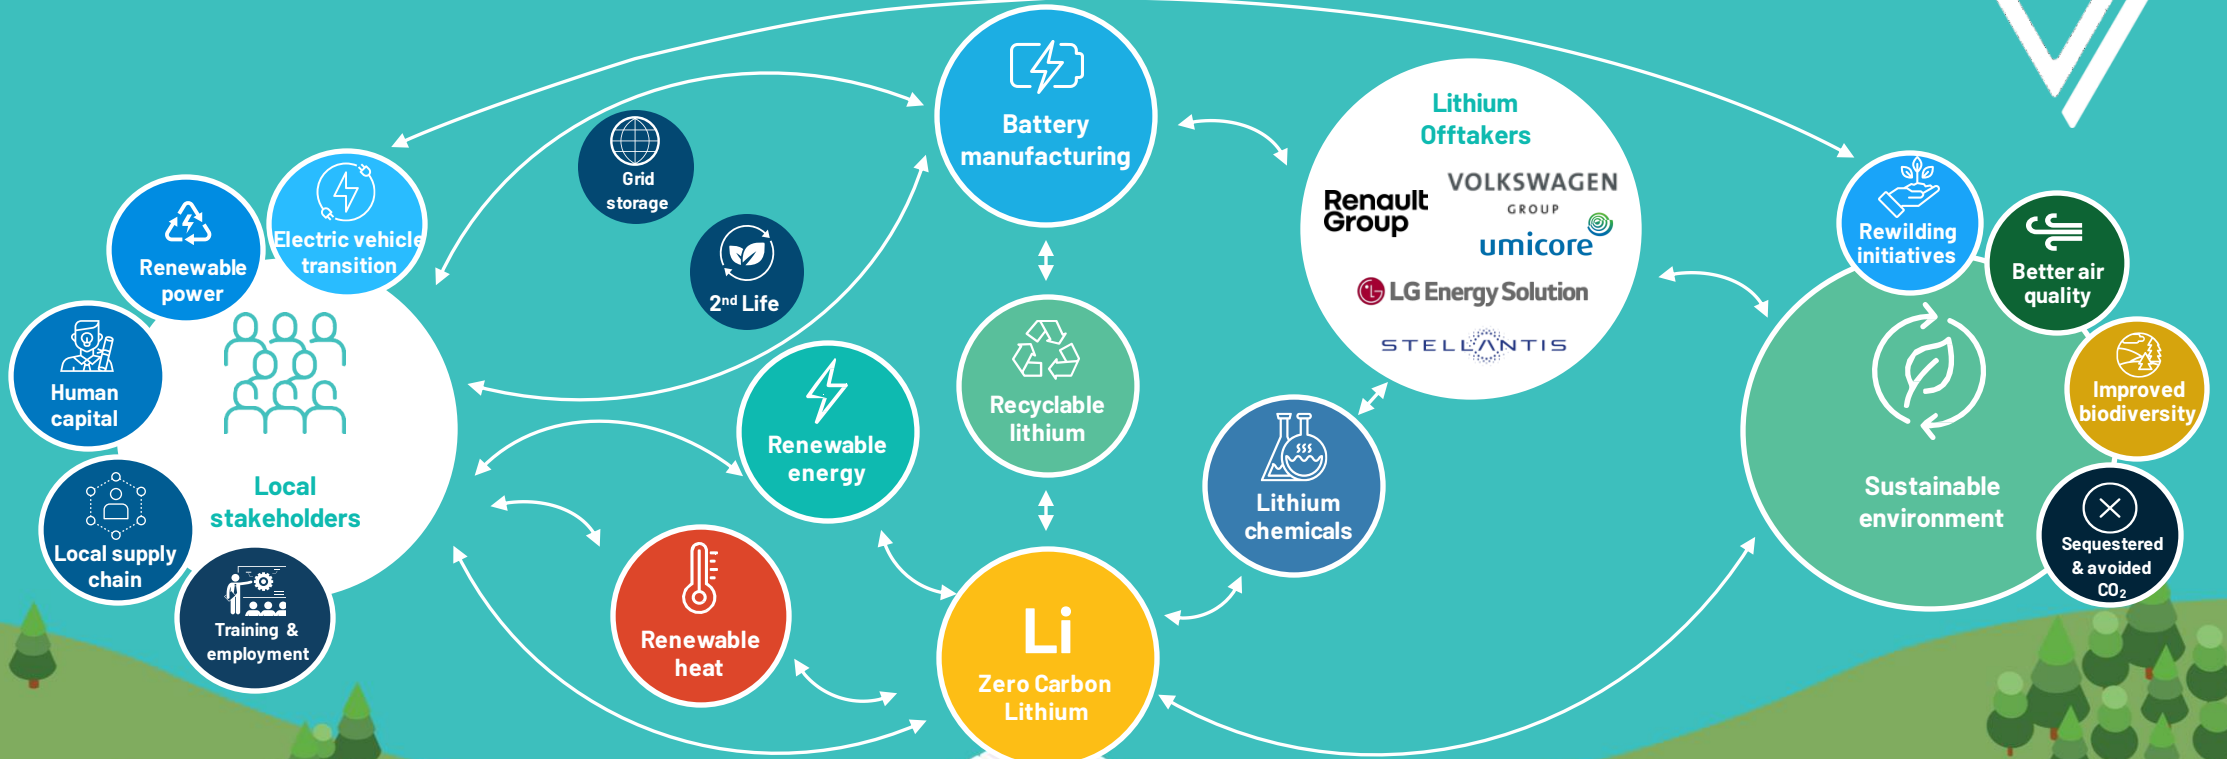 Battery
manufacturing
Grid
storage
2nd Life
Lithium
Offtakers
Renault
Group
VOLKSWAGEN
GROUP
umicore
LG Energy Solution
STELLANTIS
Electric vehicle
transition
Renewable
power
Human
capital
Local supply
chain
Training &
employment
Local
stakeholders
Renewable
energy
Renewable
heat
Recyclable
lithium
Lithium
chemicals
Li
Zero Carbon
Lithium
Rewilding
initiatives
Better air
quality
Improved
biodiversity
Sequestered
& avoided
CO₂
Sustainable
environment